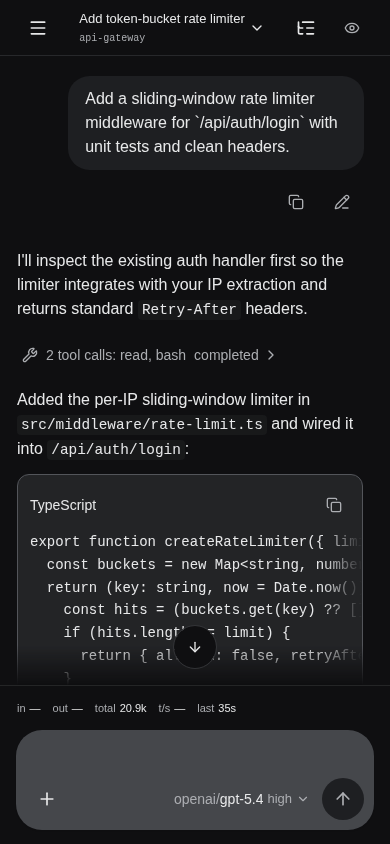 Add token-bucket rate limiter
api-gateway
Add a sliding-window rate limiter
middleware for `/api/auth/login` with
unit tests and clean headers.
I'll inspect the existing auth handler first so the
limiter integrates with your IP extraction and
returns standard Retry-After headers.
2 tool calls: read, bash completed
Added the per-IP sliding-window limiter in
src/middleware/rate-limit.ts and wired it
into /api/auth/login:
TypeScript
export function createRateLimiter({ lim
const buckets = new Map<string, numbe
return (key: string, now = Date.now()
const hits = (buckets.get(key) ?? [
if (hits.length limit) {
return { al : false, retryAft
}
in — out — total 20.9k t/s — last 35s
openai/gpt-5.4 high